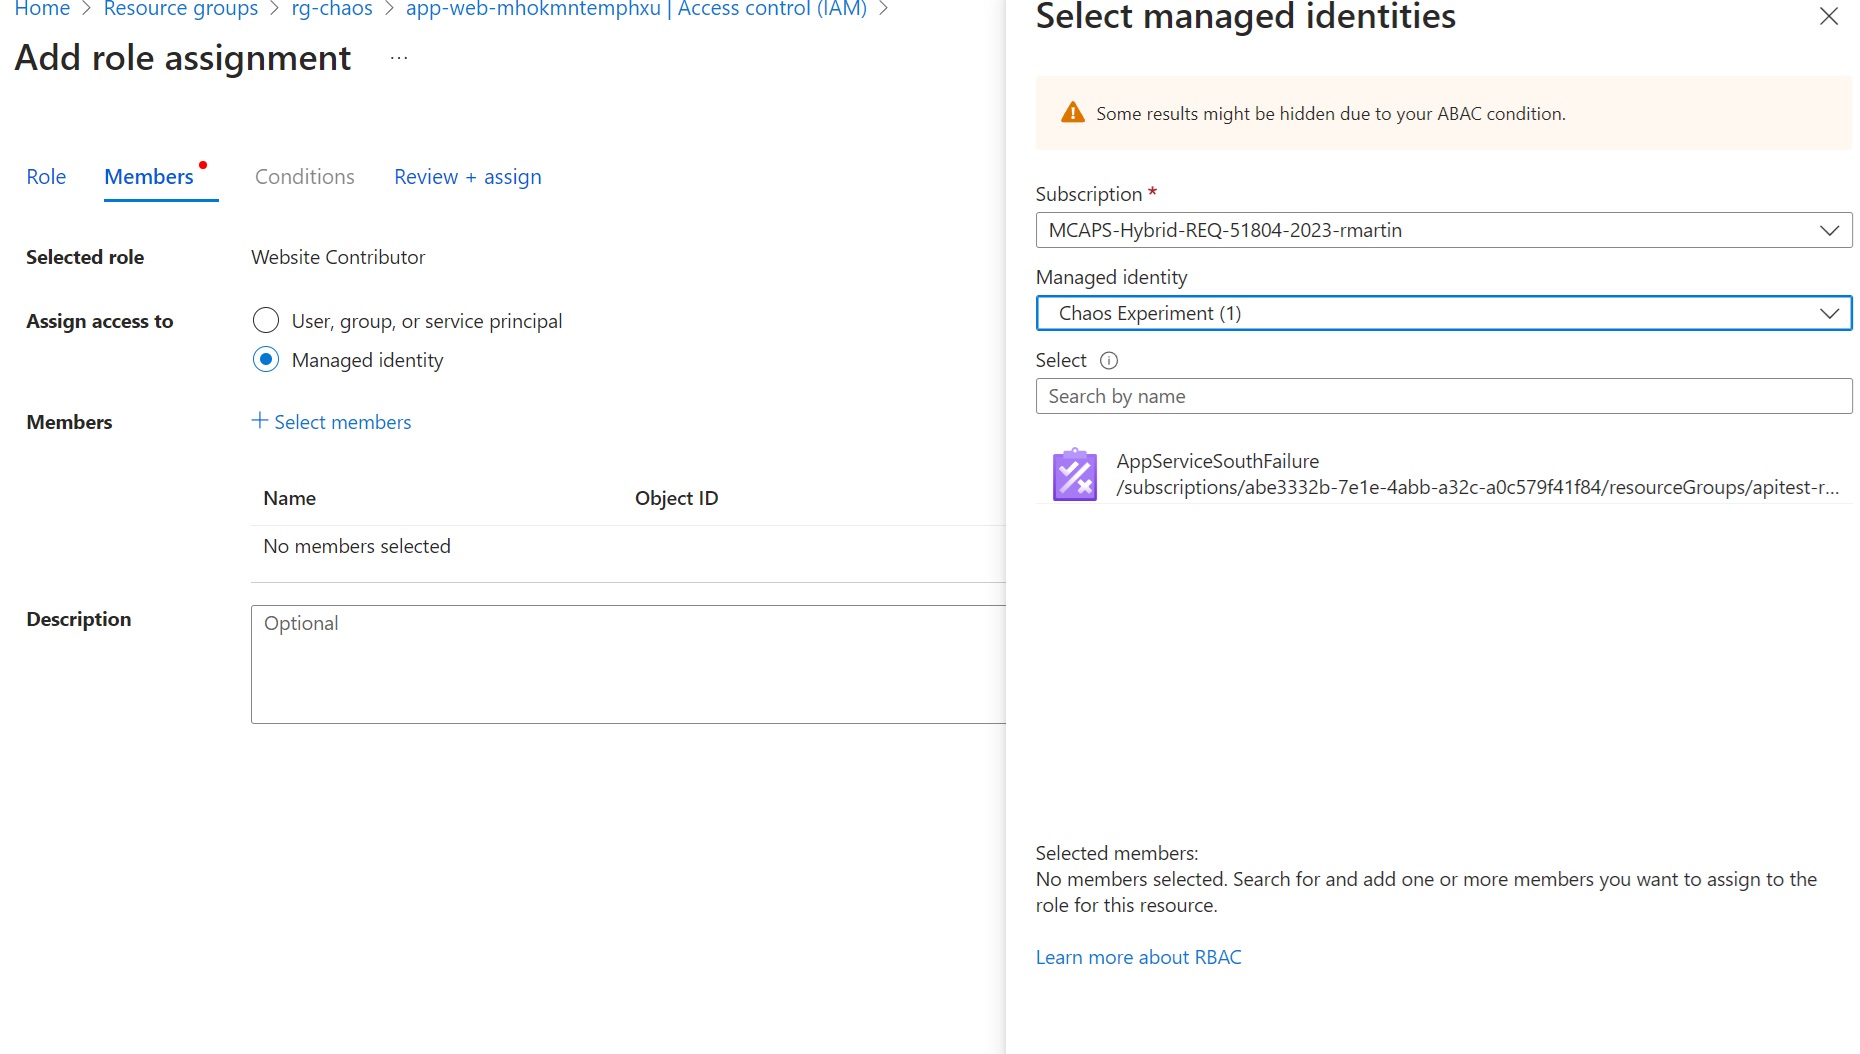 Home > Resource groups > rg-chaos > app-web-mhokmntemphxu | Access control (IAM) >
Add role assignment ...
Role Members Conditions Review + assign
Selected role Website Contributor
Assign access to User, group, or service principal
Managed identity
Members + Select members
Name Object ID
No members selected
Description Optional
Select managed identities
Some results might be hidden due to your ABAC condition.
Subscription *
MCAPS-Hybrid-REQ-51804-2023-rmartin
Managed identity
Chaos Experiment (1)
Select
Search by name
AppServiceSouthFailure
/subscriptions/abe3332b-7e1e-4abb-a32c-a0c579f41f84/resourceGroups/apitest-r...
Selected members:
No members selected. Search for and add one or more members you want to assign to the
role for this resource.
Learn more about RBAC